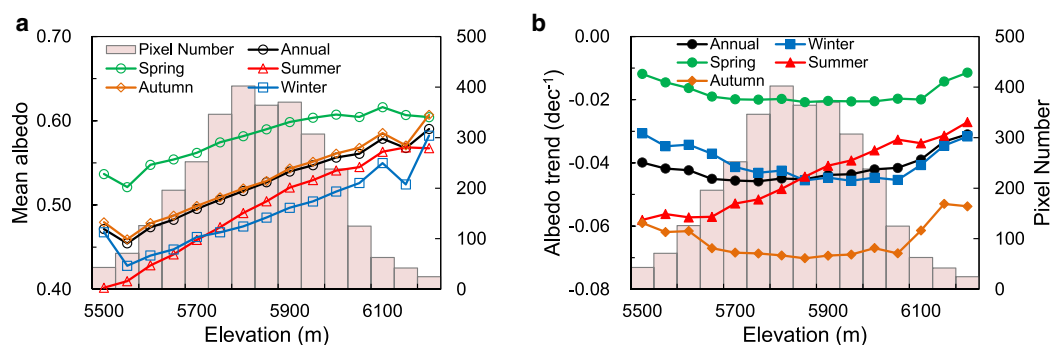 a
0.70
0.60
0.50
0.40
Mean albedo
Pixel Number
Annual
Spring
Summer
Autumn
Winter
500
400
300
200
100
0
5500
5700
5900
6100
Elevation (m)
b
0.00
-0.02
-0.04
-0.06
-0.08
Albedo trend (dec⁻¹)
Annual
Winter
Spring
Summer
Autumn
500
400
300
200
100
0
Pixel Number
5500
5700
5900
6100
Elevation (m)